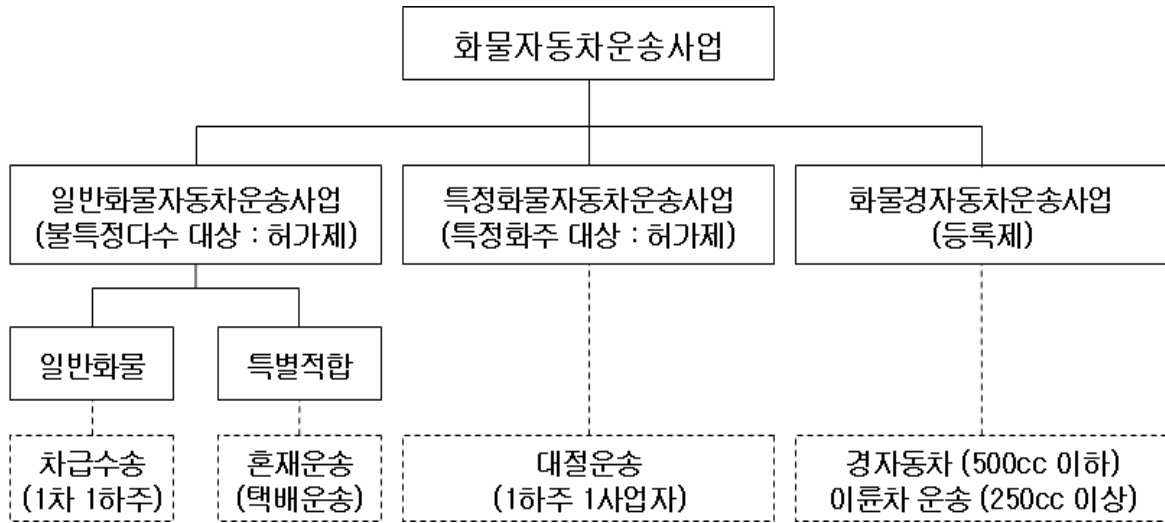 화물자동차운송사업
일반화물자동차운송사업
(불특정다수 대상 : 허가제)
특정화물자동차운송사업
(특정화주 대상 : 허가제)
화물경자동차운송사업
(등록제)
일반화물
특별적합
차급수송
(1차 1하주)
혼재운송
(택배운송)
대절운송
(1하주 1사업자)
경자동차 (500cc 이하)
이륜차 운송 (250cc 이상)